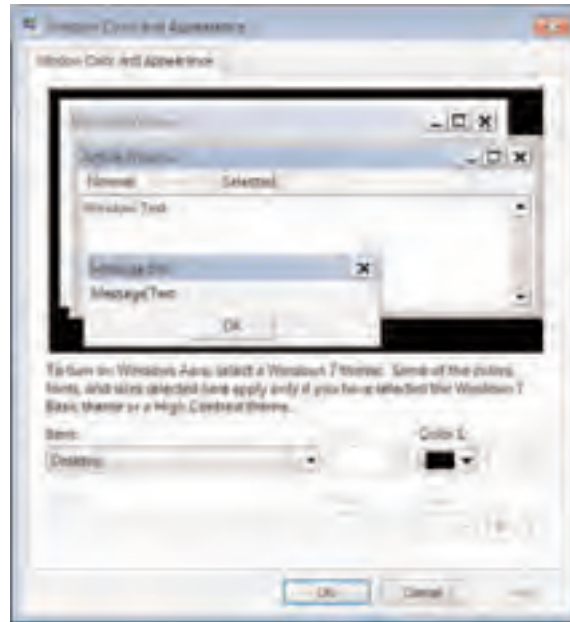 Window Color and Appearance
Window Color and Appearance
Active Window
Normal Selected
Window Text
Message Box
Message Text
OK
To turn on Windows Aero, select a Windows 7 theme. Some of the colors,
fonts, and sizes selected here apply only if you have selected the Windows 7
Basic theme or a High Contrast theme.
Item:
Color 1:
Desktop
OK Cancel